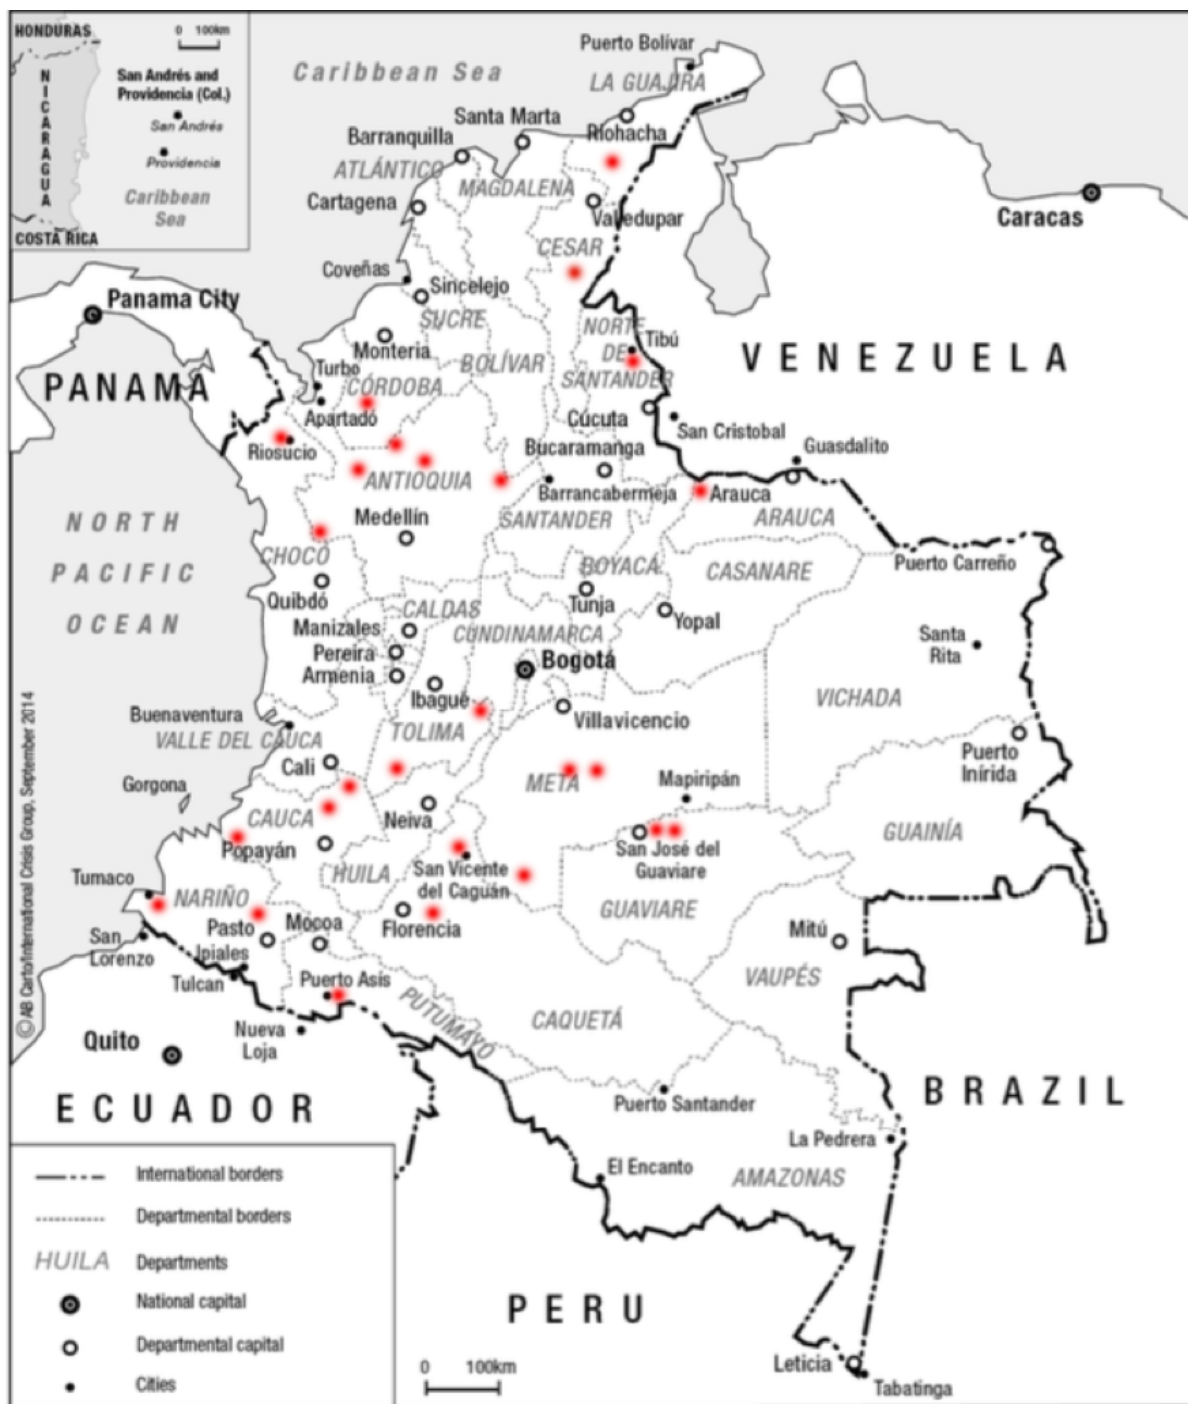 HONDURAS
NICARAGUA
COSTA RICA
0 100km
San Andrés and
Providencia (Col.)
San Andrés
Providencia
Caribbean
Sea
Caribbean Sea
Puerto Bolívar
LA GUAJIRA
Santa Marta
Riohacha
Barranquilla
ATLÁNTICO
MAGDALENA
Cartagena
Valledupar
Caracas
CESAR
Coveñas
Sincelejo
Panama City
SUCRE
NORTE
DE
SANTANDER
Tibú
Monteria
BOLÍVAR
VENEZUELA
PANAMA
Turbo
CÓRDOBA
Apartadó
Cúcuta
San Cristobal
Riosucio
Bucaramanga
Guasdalito
ANTIOQUIA
Barrancabermeja
Arauca
Medellín
SANTANDER
ARAUCA
NORTH
PACIFIC
OCEAN
CHOCÓ
BOYACA
CASANARE
Puerto Carreño
Quibdó
Tunja
CALDAS
Yopal
Manizales
CUNDINAMARCA
Santa
Rita
Pereira
Bogotá
Armenia
Ibagué
VICHADA
Buenaventura
Villavicencio
VALLE DEL CAUCA
TOLIMA
Puerto
Inírida
Cali
META
Mapiripán
Gorgona
CAUCA
Neiva
GUAINÍA
Popayán
San José del
Guaviare
HUILA
San Vicente
del Caguán
Tumaco
NARIÑO
GUAVIARE
Pasto
Mocoa
Florencia
Mitú
San
Lorenzo
Ipiales
VAUPÉS
Tulcan
Puerto Asís
PUTUMAYO
CAQUETÁ
Nueva
Loja
Quito
ECUADOR
Puerto Santander
BRAZIL
La Pedrera
El Encanto
AMAZONAS
PERU
0 100km
Leticia
Tabatinga
International borders
Departmental borders
HUILA Departments
National capital
Departmental capital
Cities
©AB Carto/International Crisis Group, September 2014